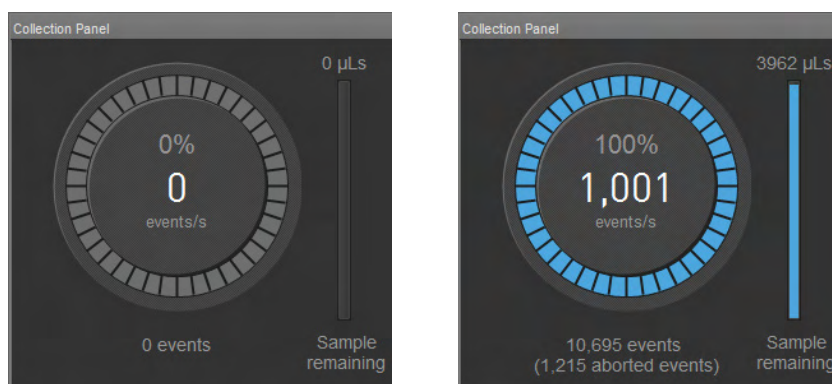 Collection Panel
0 µLs
0%
0
events/s
0 events
Sample
remaining
Collection Panel
3962 µLs
100%
1,001
events/s
10,695 events
(1,215 aborted events)
Sample
remaining